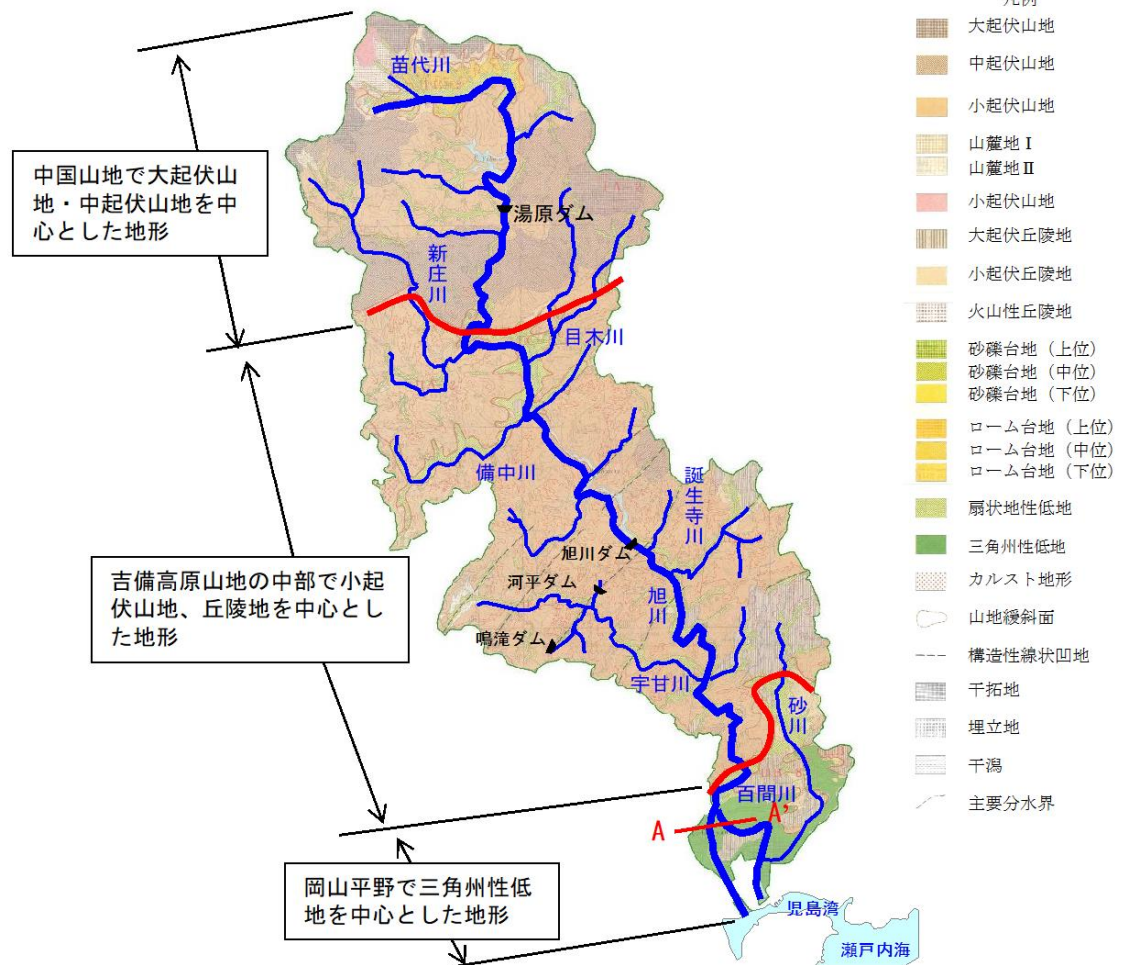 凡例
大起伏山地
中起伏山地
小起伏山地
山麓地Ⅰ
山麓地Ⅱ
小起伏山地
大起伏丘陵地
小起伏丘陵地
火山性丘陵地
砂礫台地（上位）
砂礫台地（中位）
砂礫台地（下位）
ローム台地（上位）
ローム台地（中位）
ローム台地（下位）
扇状地性低地
三角州性低地
カルスト地形
山地緩斜面
構造性線状凹地
干拓地
埋立地
干潟
主要分水界
中国山地で大起伏山
地・中起伏山地を中
心とした地形
吉備高原山地の中部で小起
伏山地、丘陵地を中心とし
た地形
岡山平野で三角州性低
地を中心とした地形
苗代川
湯原ダム
新庄川
目木川
備中川
誕生寺川
旭川ダム
河平ダム
旭川
鳴滝ダム
宇甘川
砂川
百間川
A
A'
児島湾
瀬戸内海